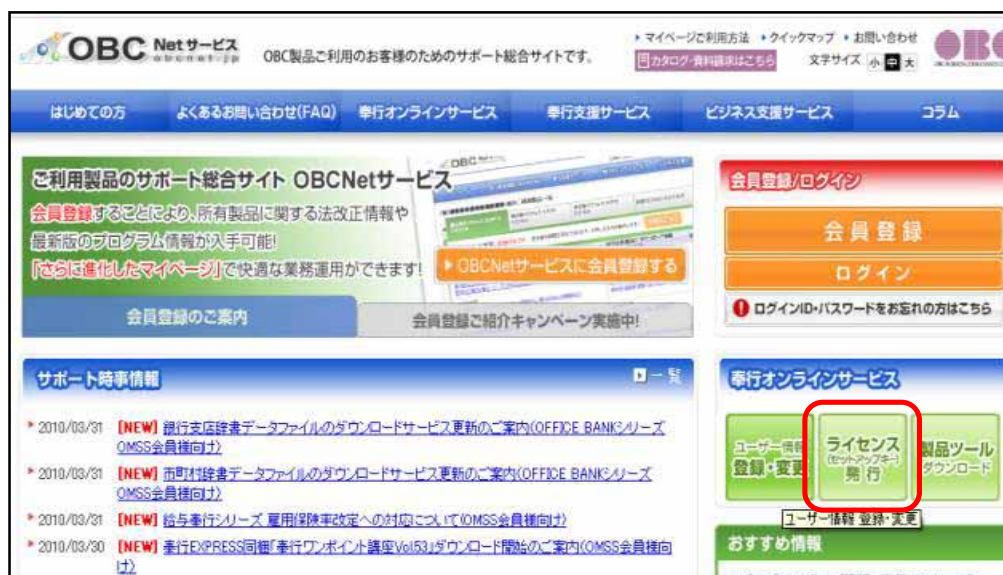 OBC Netサービス
obcnet.jp
OBC製品ご利用のお客様のためのサポート総合サイトです。
マイページご利用方法 クイックマップ お問い合わせ
カタログ・資料請求はこちら 文字サイズ 小 中 大
OBC
はじめての方 よくあるお問い合わせ(FAQ) 奉行オンラインサービス 奉行支援サービス ビジネス支援サービス コラム
ご利用製品のサポート総合サイト OBCNetサービス
会員登録することにより、所有製品に関する法改正情報や
最新版のプログラム情報が入手可能!
「さらに進化したマイページ」で快適な業務運用ができます!
OBCNetサービスに会員登録する
会員登録のご案内 会員登録ご紹介キャンペーン実施中!
会員登録/ログイン
会員登録
ログイン
ログインID・パスワードをお忘れの方はこちら
サポート時事情報 一覧
2010/03/31 [NEW] 銀行支店辞書データファイルのダウンロードサービス更新のご案内(OFFICE BANKシリーズ
OMSS会員様向け)
2010/03/31 [NEW] 市町村辞書データファイルのダウンロードサービス更新のご案内(OFFICE BANKシリーズ
OMSS会員様向け)
2010/03/31 [NEW] 給与奉行シリーズ 雇用保険率改定への対応について(OMSS会員様向け)
2010/03/30 [NEW] 奉行EXPRESS同梱「奉行ワンポイント講座Vol.53」ダウンロード開始のご案内(OMSS会員様向
け)
奉行オンラインサービス
ユーザー情報
登録・変更
ライセンス
(セットアップキー)
発行
製品ツール
ダウンロード
ユーザー情報 登録・変更
おすすめ情報